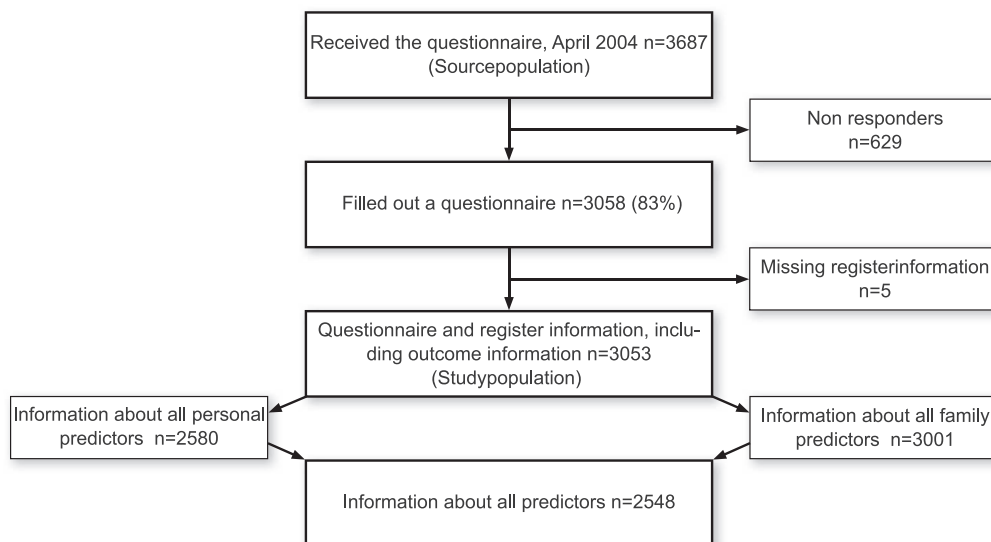 Received the questionnaire, April 2004 n=3687
(Sourcepopulation)
Non responders
n=629
Filled out a questionnaire n=3058 (83%)
Missing registerinformation
n=5
Questionnaire and register information, inclu-
ding outcome information n=3053
(Studypopulation)
Information about all personal
predictors n=2580
Information about all family
predictors n=3001
Information about all predictors n=2548